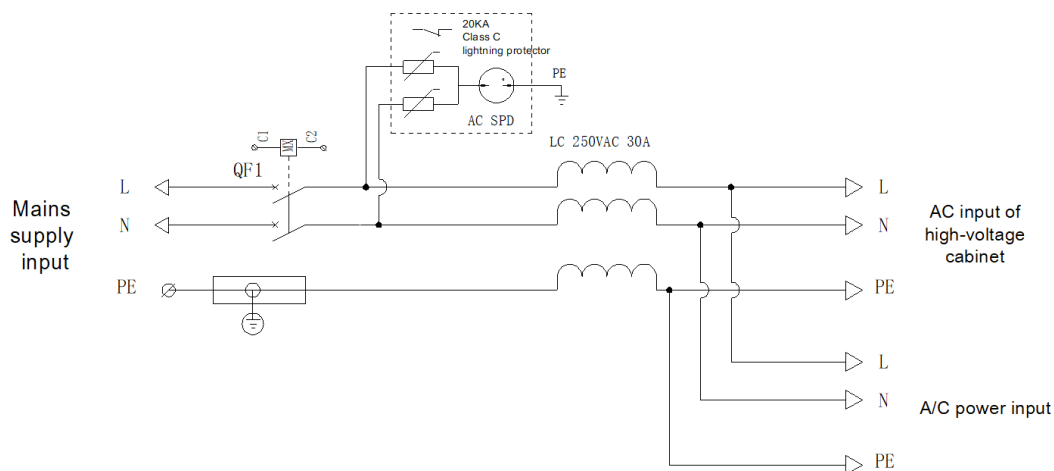 20KA
Class C
lightning protector
PE
AC SPD
C1
MX
C2
LC 250VAC 30A
QF1
L
L
Mains
supply
input
N
N
AC input of
high-voltage
cabinet
PE
PE
L
N
A/C power input
PE